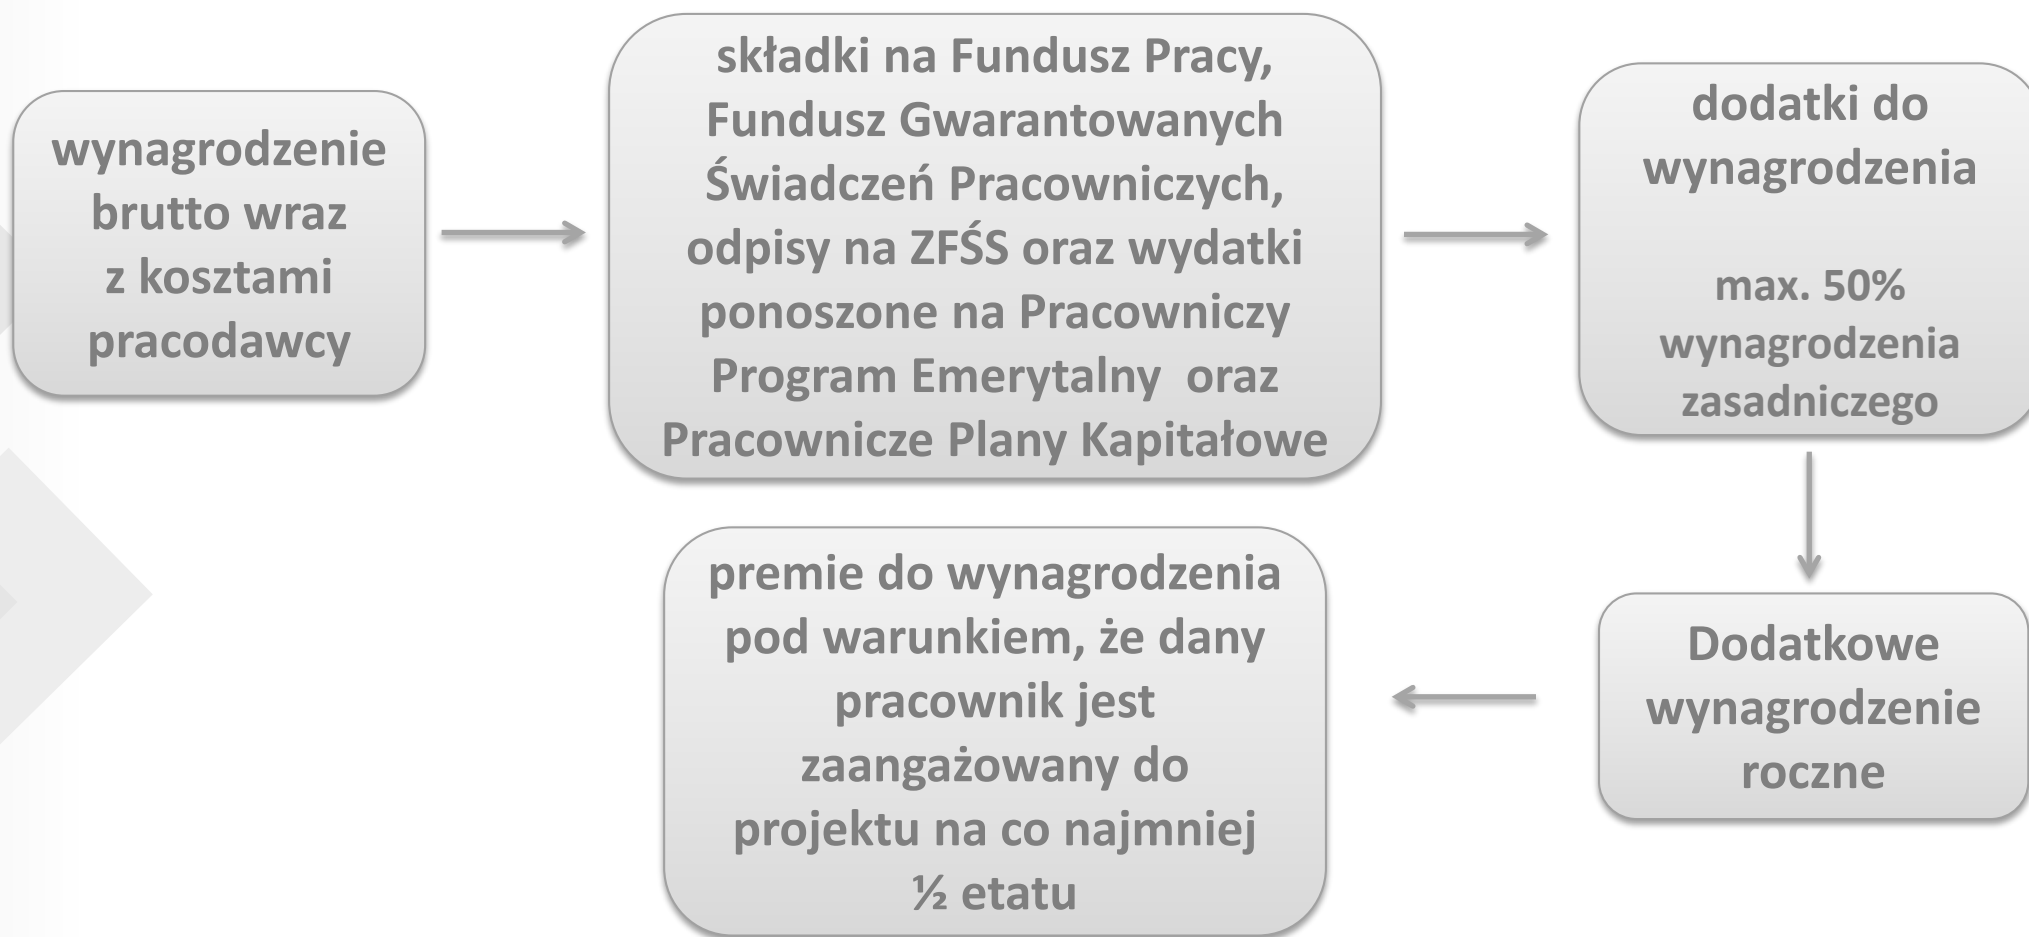 wynagrodzenie
brutto wraz
z kosztami
pracodawcy
składki na Fundusz Pracy,
Fundusz Gwarantowanych
Świadczeń Pracowniczych,
odpisy na ZFŚS oraz wydatki
ponoszone na Pracowniczy
Program Emerytalny  oraz
Pracownicze Plany Kapitałowe
dodatki do
wynagrodzenia
max. 50%
wynagrodzenia
zasadniczego
Dodatkowe
wynagrodzenie
roczne
premie do wynagrodzenia
pod warunkiem, że dany
pracownik jest
zaangażowany do
projektu na co najmniej
½ etatu